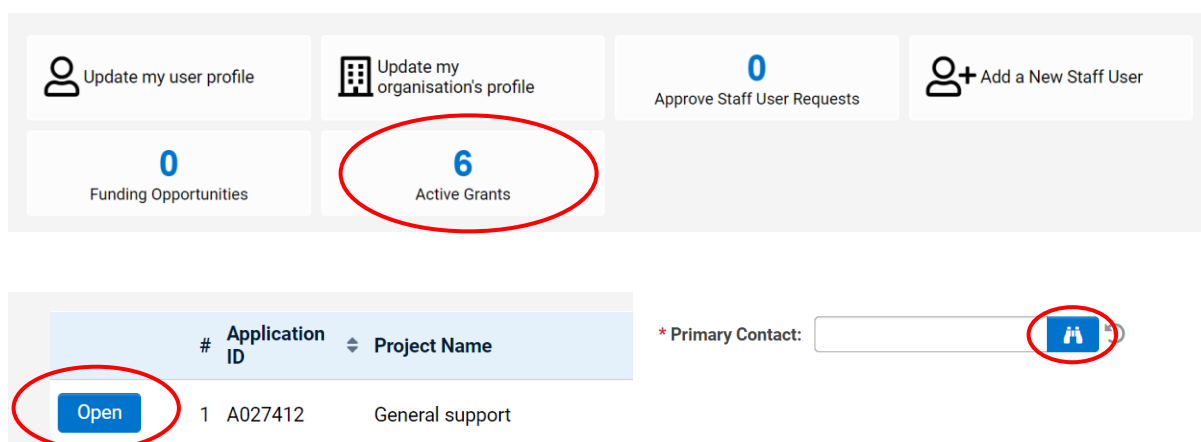 Update my user profile
Update my
organisation's profile
0
Approve Staff User Requests
Add a New Staff User
0
Funding Opportunities
6
Active Grants
# Application ID Project Name
Open 1 A027412 General support
* Primary Contact: